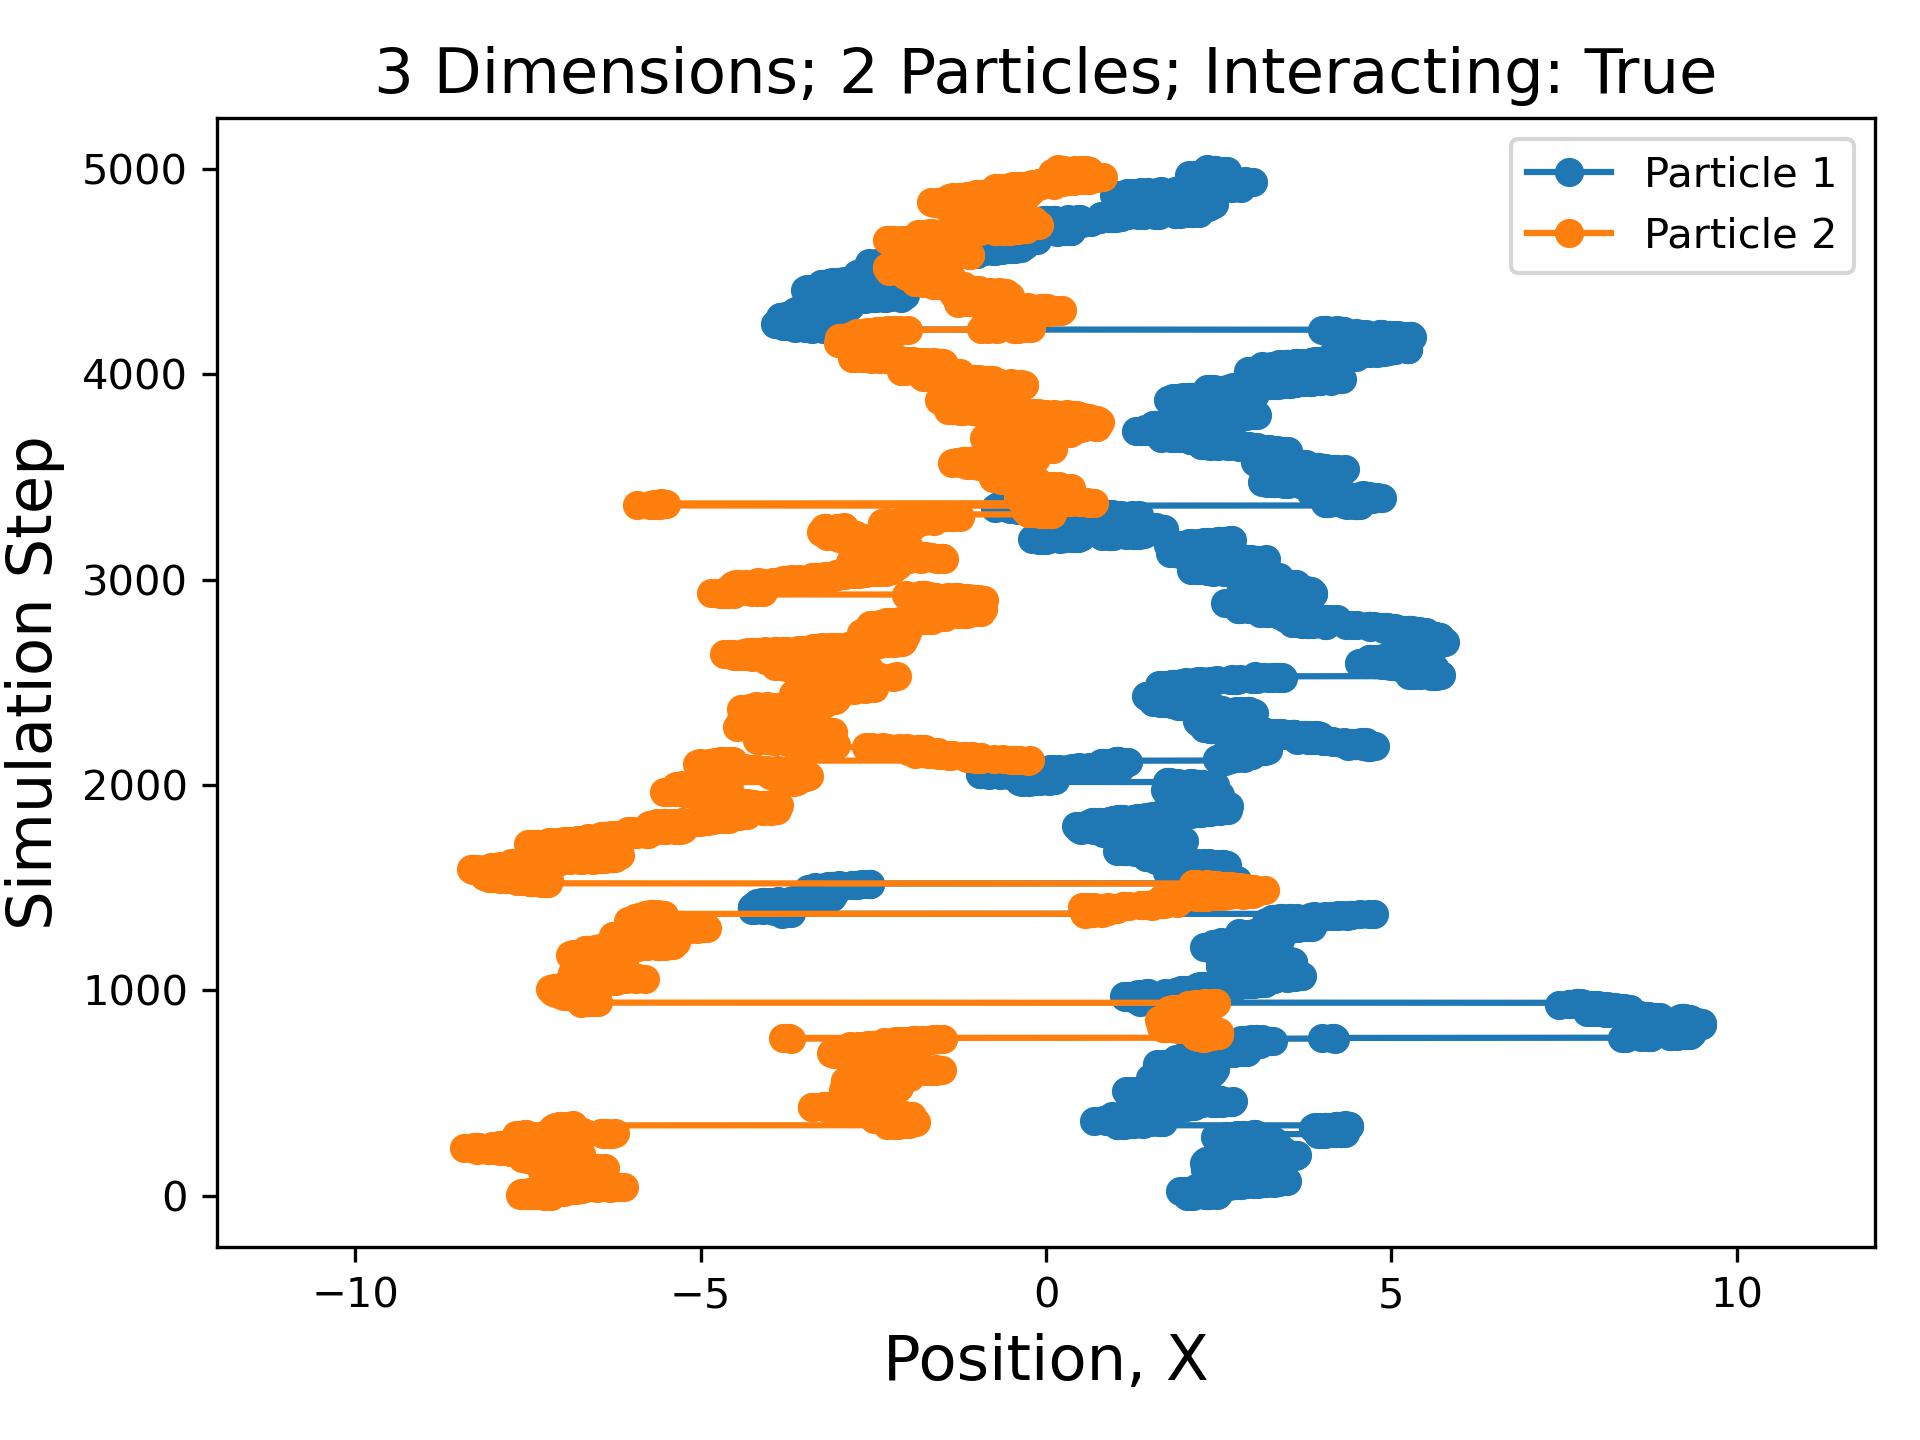 3 Dimensions; 2 Particles; Interacting: True
Particle 1
Particle 2
5000
4000
3000
2000
1000
0
Simulation Step
−10
−5
0
5
10
Position, X